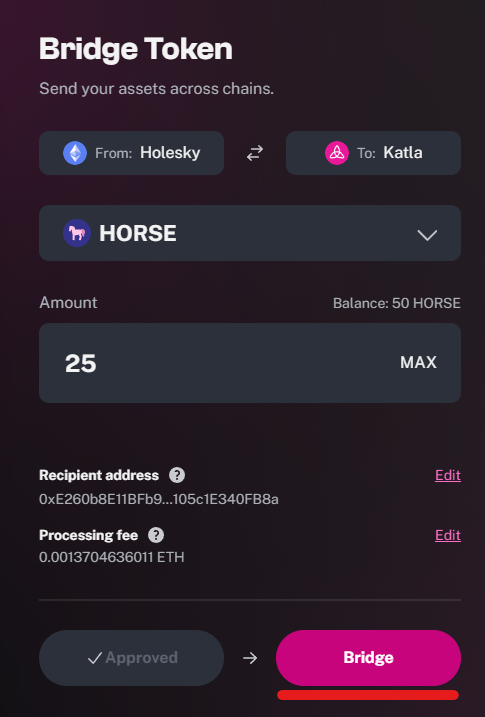 Bridge Token
Send your assets across chains.
From: Holesky
To: Katla
HORSE
Amount
Balance: 50 HORSE
25
MAX
Recipient address ?
Edit
0xE260b8E11BFb9...105c1E340FB8a
Processing fee ?
Edit
0.0013704636011 ETH
Approved
Bridge